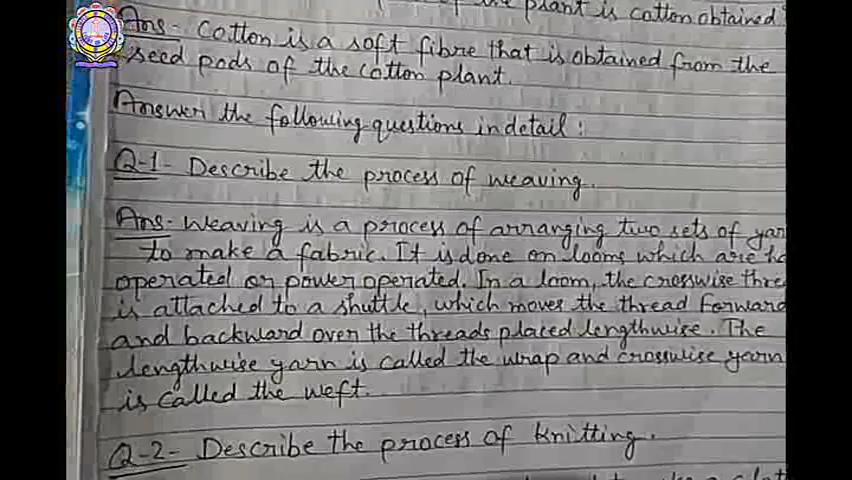 the plant is cotton obtained
Ans - Cotton is a soft fibre that is obtained from the
seed pods of the cotton plant.
Answer the following questions in detail :
Q-1- Describe the process of weaving.
Ans- Weaving is a process of arranging two sets of yar
to make a fabric. It is done on looms which are ha
operated or power operated. In a loom, the crosswise thre
is attached to a shuttle, which moves the thread forward
and backward over the threads placed lengthwise. The
lengthwise yarn is called the wrap and crosswise yarn
is called the weft.
Q-2- Describe the process of knitting.